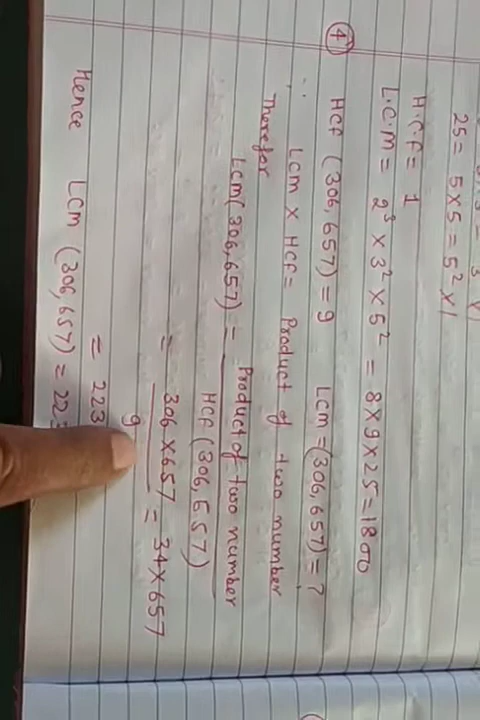 25 = 5 × 5 = 5² × 1
H.C.F = 1
L.C.M = 2³ × 3² × 5² = 8 × 9 × 25 = 1800
④ HCF (306, 657) = 9 LCM = (306, 657) = ?
∴ LCM × HCF = Product of two number
Therefor
LCM (306, 657) = Product of two number
HCF (306, 657)
= 306 × 657 = 34 × 657
9
= 223
Hence LCM (306, 657) = 223